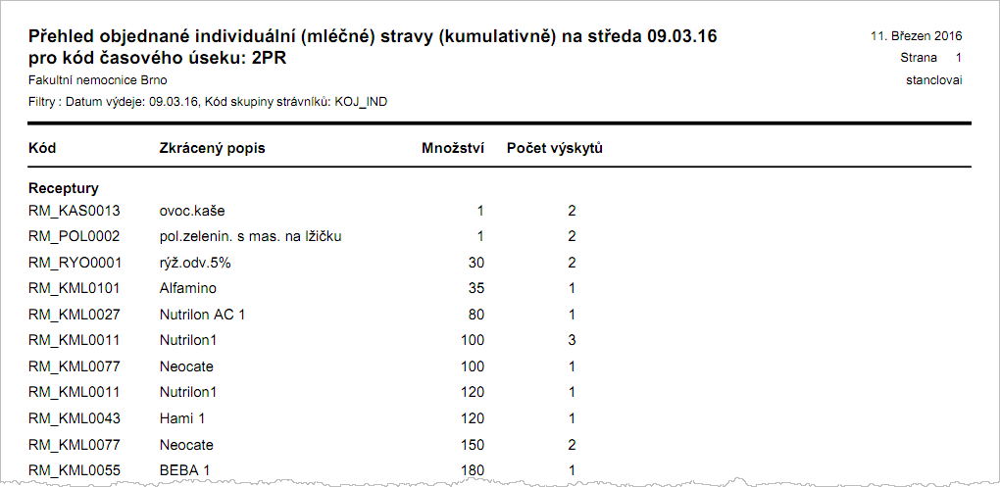 Přehled objednané individuální (mléčné) stravy (kumulativně) na středa 09.03.16 11. Březen 2016
pro kód časového úseku: 2PR Strana 1
Fakultní nemocnice Brno stanclovai
Filtry : Datum výdeje: 09.03.16, Kód skupiny strávníků: KOJ_IND
Kód Zkrácený popis Množství Počet výskytů
Receptury
RM_KAS0013 ovoc.kaše 1 2
RM_POL0002 pol.zelenin. s mas. na lžičku 1 2
RM_RYO0001 rýž.odv.5% 30 2
RM_KML0101 Alfamino 35 1
RM_KML0027 Nutrilon AC 1 80 1
RM_KML0011 Nutrilon1 100 3
RM_KML0077 Neocate 100 1
RM_KML0011 Nutrilon1 120 1
RM_KML0043 Hami 1 120 1
RM_KML0077 Neocate 150 2
RM_KML0055 BEBA 1 180 1